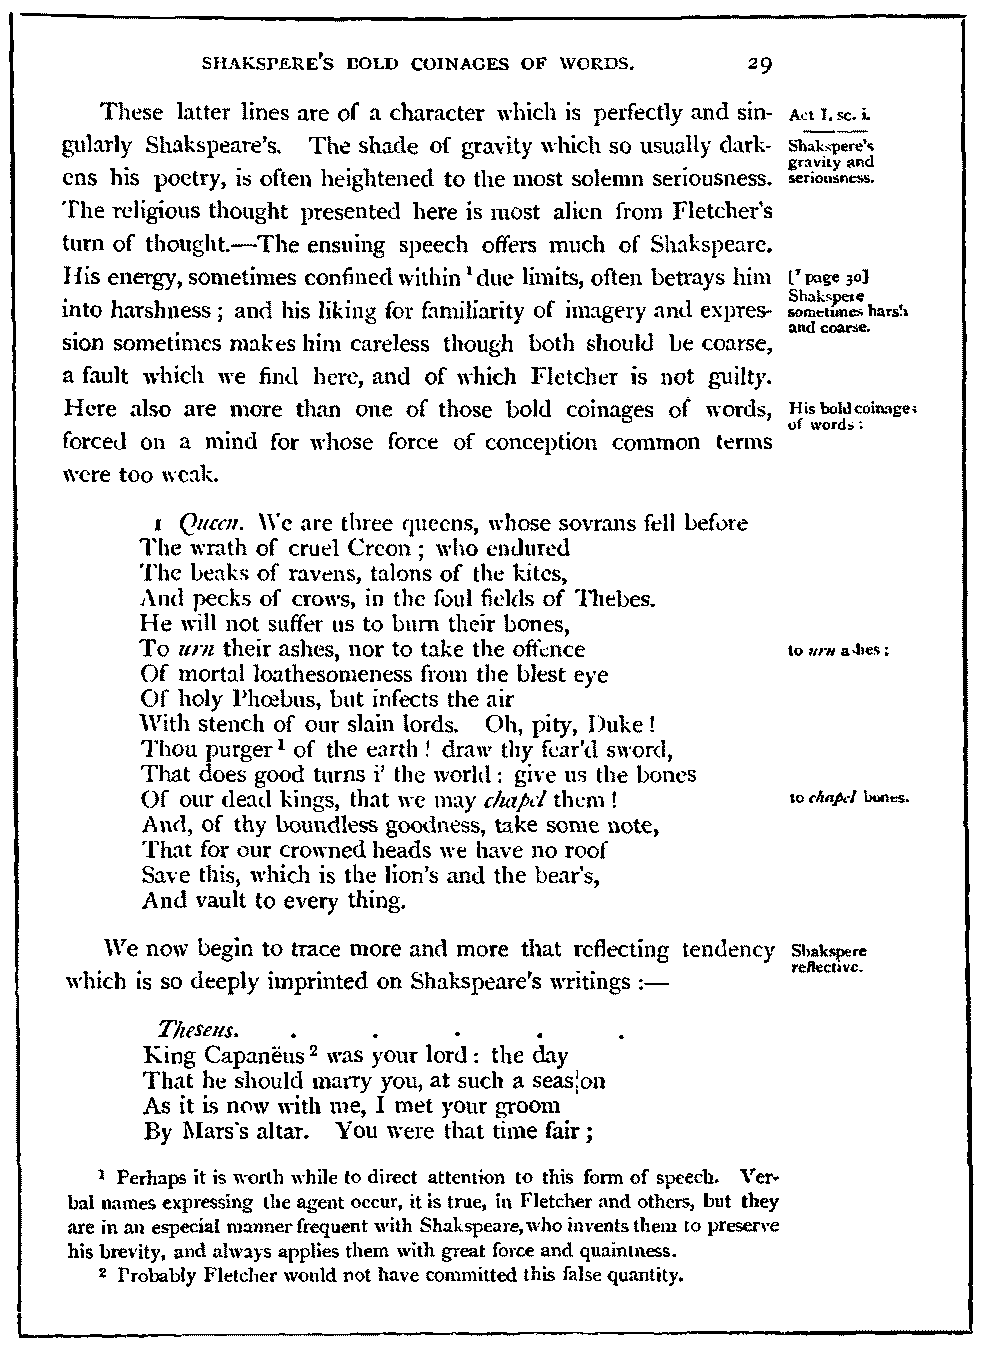 SHAKSPERE'S BOLD COINAGES OF WORDS. 29
These latter lines are of a character which is perfectly and sin-
gularly Shakspeare's. The shade of gravity which so usually dark-
ens his poetry, is often heightened to the most solemn seriousness.
The religious thought presented here is most alien from Fletcher's
turn of thought.—The ensuing speech offers much of Shakspeare.
His energy, sometimes confined within ¹due limits, often betrays him
into harshness; and his liking for familiarity of imagery and expres-
sion sometimes makes him careless though both should be coarse,
a fault which we find here, and of which Fletcher is not guilty.
Here also are more than one of those bold coinages of words,
forced on a mind for whose force of conception common terms
were too weak.
Act I. sc. i.
Shakspere's
gravity and
seriousness.
[¹ page 30]
Shakspere
sometimes harsh
and coarse.
His bold coinages
of words:
1 Queen. We are three queens, whose sovrans fell before
The wrath of cruel Creon; who endured
The beaks of ravens, talons of the kites,
And pecks of crows, in the foul fields of Thebes.
He will not suffer us to burn their bones,
To urn their ashes, nor to take the offence
Of mortal loathesomeness from the blest eye
Of holy Phœbus, but infects the air
With stench of our slain lords. Oh, pity, Duke!
Thou purger¹ of the earth! draw thy fear'd sword,
That does good turns i' the world: give us the bones
Of our dead kings, that we may chapel them!
And, of thy boundless goodness, take some note,
That for our crowned heads we have no roof
Save this, which is the lion's and the bear's,
And vault to every thing.
to urn ashes:
to chapel bones.
We now begin to trace more and more that reflecting tendency
which is so deeply imprinted on Shakspeare's writings:—
Shakspere
reflective.
Theseus. . . . . .
King Capanëus² was your lord: the day
That he should marry you, at such a seas¦on
As it is now with me, I met your groom
By Mars's altar. You were that time fair;
¹ Perhaps it is worth while to direct attention to this form of speech. Ver-
bal names expressing the agent occur, it is true, in Fletcher and others, but they
are in an especial manner frequent with Shakspeare, who invents them to preserve
his brevity, and always applies them with great force and quaintness.
² Probably Fletcher would not have committed this false quantity.